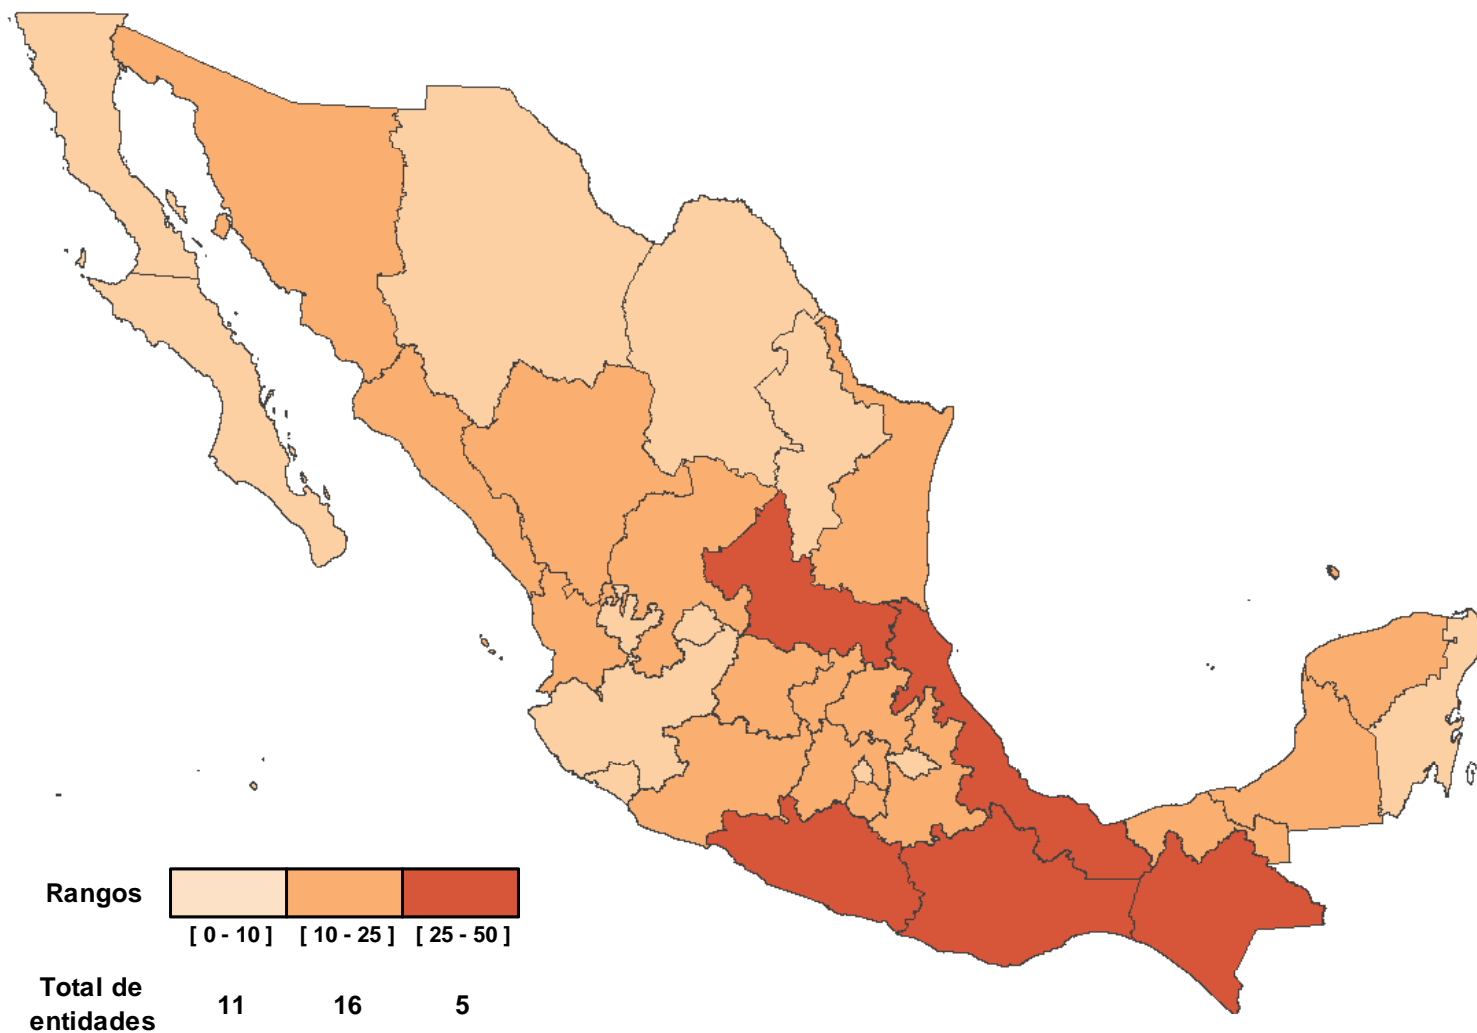 Rangos
[ 0 - 10 ] [ 10 - 25 ] [ 25 - 50 ]
Total de
entidades
11 16 5